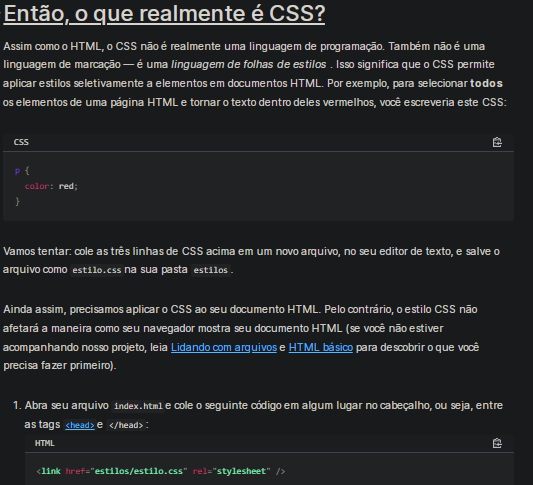 Então, o que realmente é CSS?
Assim como o HTML, o CSS não é realmente uma linguagem de programação. Também não é uma
linguagem de marcação — é uma linguagem de folhas de estilos . Isso significa que o CSS permite
aplicar estilos seletivamente a elementos em documentos HTML. Por exemplo, para selecionar todos
os elementos de uma página HTML e tornar o texto dentro deles vermelhos, você escreveria este CSS:
CSS
p {
color: red;
}
Vamos tentar: cole as três linhas de CSS acima em um novo arquivo, no seu editor de texto, e salve o
arquivo como estilo.css na sua pasta estilos.
Ainda assim, precisamos aplicar o CSS ao seu documento HTML. Pelo contrário, o estilo CSS não
afetará a maneira como seu navegador mostra seu documento HTML (se você não estiver
acompanhando nosso projeto, leia Lidando com arquivos e HTML básico para descobrir o que você
precisa fazer primeiro).
1. Abra seu arquivo index.html e cole o seguinte código em algum lugar no cabeçalho, ou seja, entre
as tags <head> e </head>:
HTML
<link href="estilos/estilo.css" rel="stylesheet" />